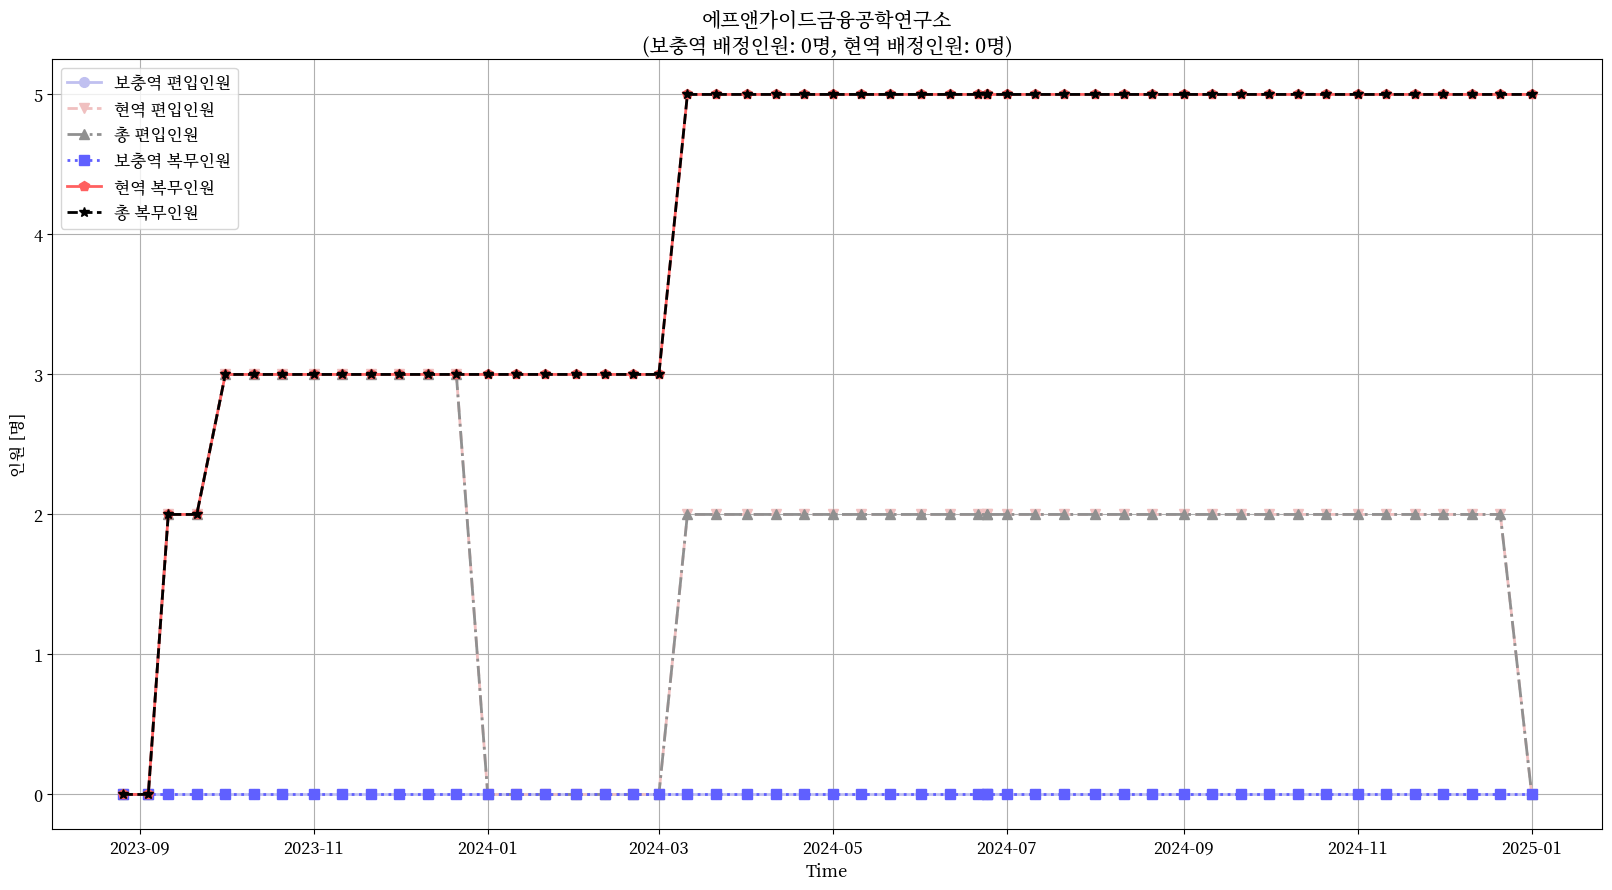 에프앤가이드금융공학연구소
(보충역 배정인원: 0명, 현역 배정인원: 0명)
보충역 편입인원
현역 편입인원
총 편입인원
보충역 복무인원
현역 복무인원
총 복무인원
5
4
3
2
1
0
인원 [명]
2023-09
2023-11
2024-01
2024-03
2024-05
2024-07
2024-09
2024-11
2025-01
Time